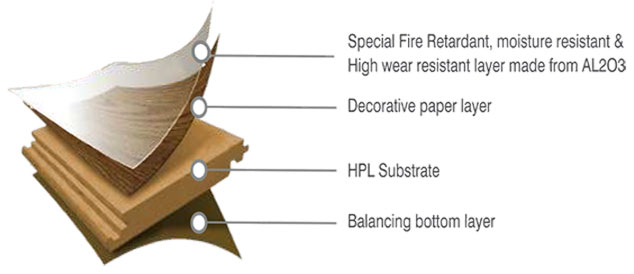 Special Fire Retardant, moisture resistant &
High wear resistant layer made from AL2O3
Decorative paper layer
HPL Substrate
Balancing bottom layer